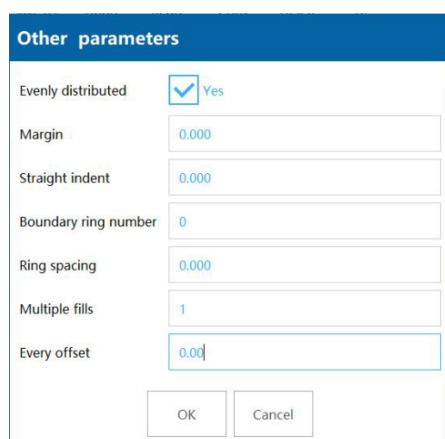 Other parameters
Evenly distributed Yes
Margin 0.000
Straight indent 0.000
Boundary ring number 0
Ring spacing 0.000
Multiple fills 1
Every offset 0.00
OK Cancel